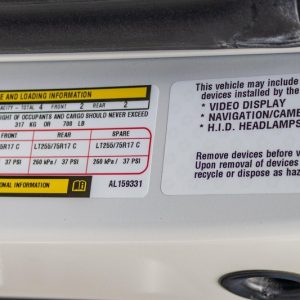 E AND LOADING INFORMATION
ACITY - TOTAL 4 FRONT 2 REAR 2
IGHT OF OCCUPANTS AND CARGO SHOULD NEVER EXCEED
317 KG OR 700 LB
FRONT REAR SPARE
R17 C LT255/75R17 C LT255/75R17 C
37 PSI 260 kPa / 37 PSI 260 kPa / 37 PSI
ONAL INFORMATION
AL159331
This vehicle may include
devices installed by the
* VIDEO DISPLAY
* NAVIGATION/CAME
* H.I.D. HEADLAMPS
Remove devices before v
Upon removal of devices
recycle or dispose as haz